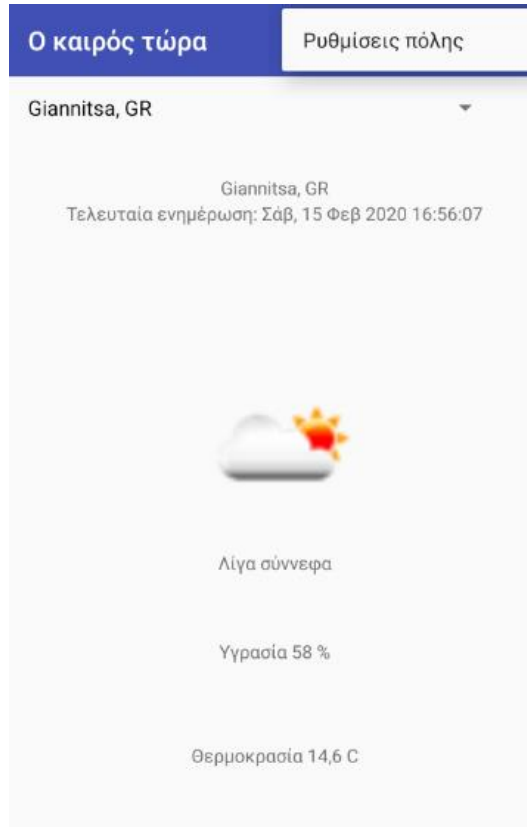 Ο καιρός τώρα
Ρυθμίσεις πόλης
Giannitsa, GR
Giannitsa, GR
Τελευταία ενημέρωση: Σάβ, 15 Φεβ 2020 16:56:07
Λίγα σύννεφα
Υγρασία 58 %
Θερμοκρασία 14,6 C